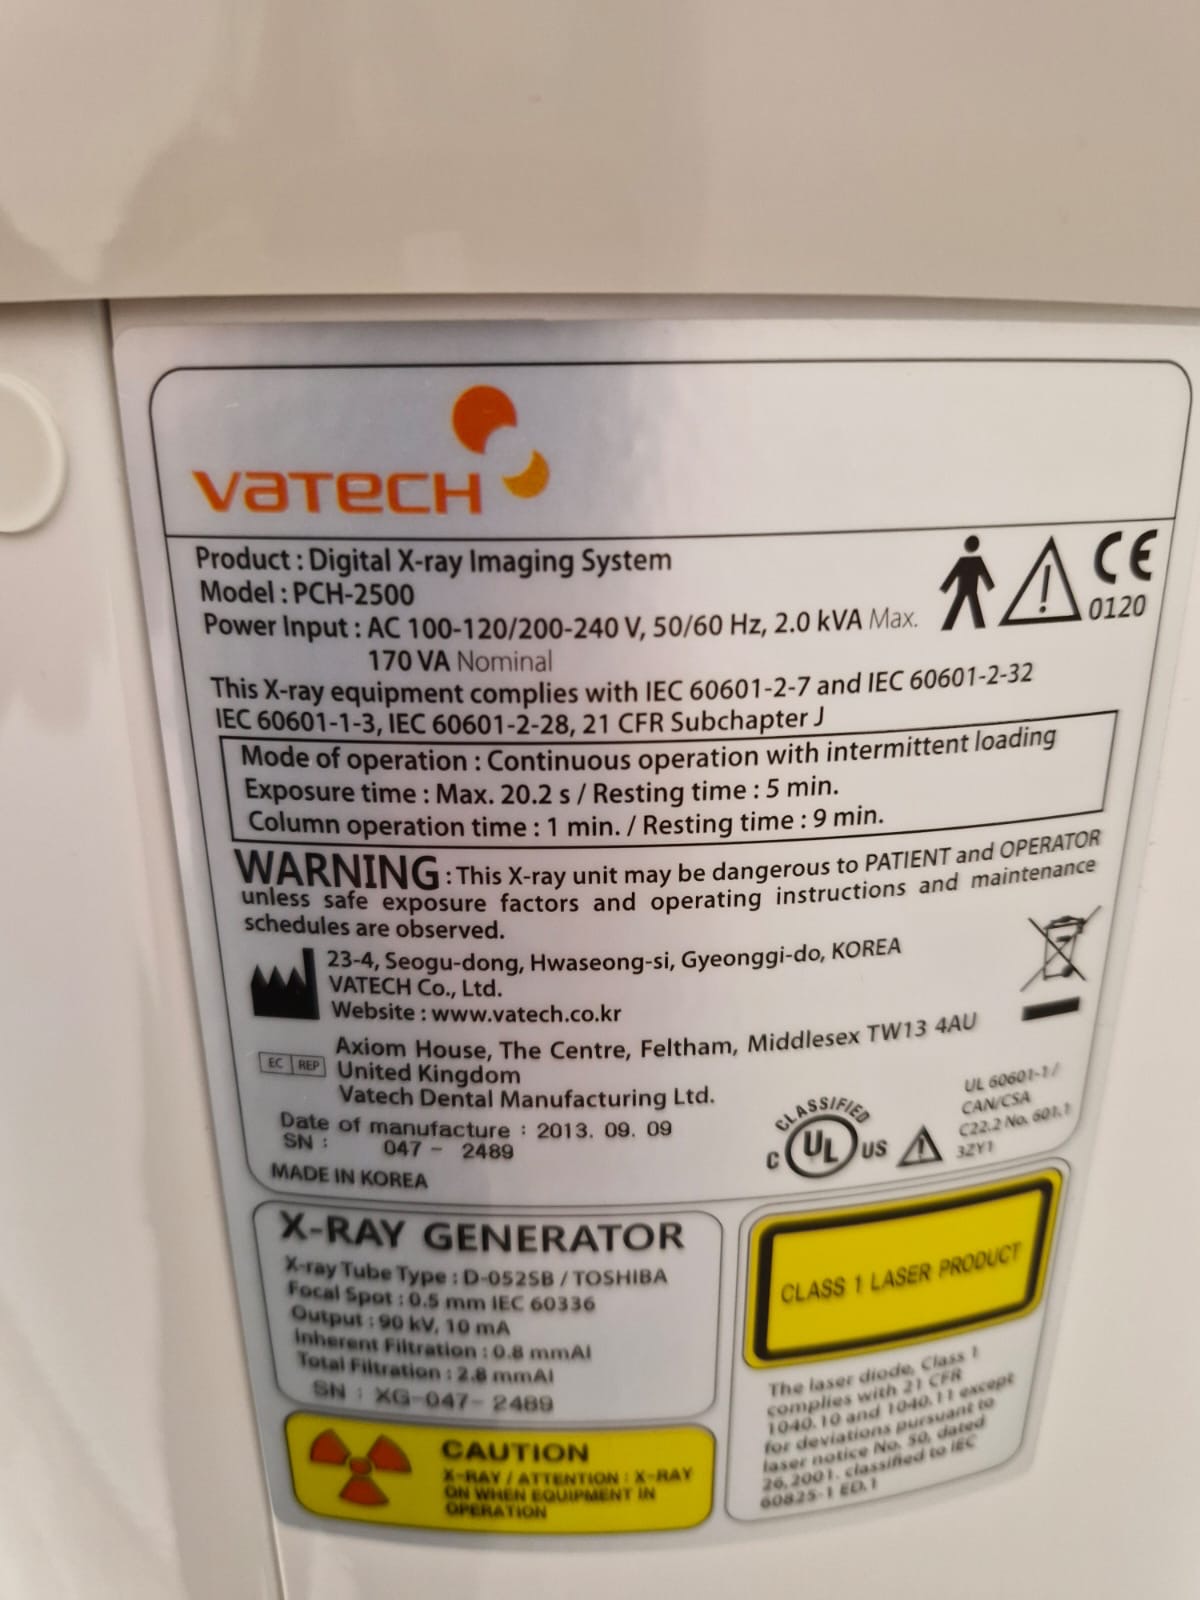 VATECH
Product : Digital X-ray Imaging System
Model : PCH-2500
Power Input : AC 100-120/200-240 V, 50/60 Hz, 2.0 kVA Max.
170 VA Nominal
CE
0120
This X-ray equipment complies with IEC 60601-2-7 and IEC 60601-2-32
IEC 60601-1-3, IEC 60601-2-28, 21 CFR Subchapter J
Mode of operation : Continuous operation with intermittent loading
Exposure time : Max. 20.2 s / Resting time : 5 min.
Column operation time : 1 min. / Resting time : 9 min.
WARNING : This X-ray unit may be dangerous to PATIENT and OPERATOR
unless safe exposure factors and operating instructions and maintenance
schedules are observed.
23-4, Seogu-dong, Hwaseong-si, Gyeonggi-do, KOREA
VATECH Co., Ltd.
Website : www.vatech.co.kr
EC REP
Axiom House, The Centre, Feltham, Middlesex TW13 4AU
United Kingdom
Vatech Dental Manufacturing Ltd.
Date of manufacture : 2013. 09. 09
SN : 047 - 2489
MADE IN KOREA
CLASSIFIED
C UL US
UL 60601-1/
CAN/CSA
C22.2 No. 601.1
3ZY1
X-RAY GENERATOR
X-ray Tube Type : D-052SB / TOSHIBA
Focal Spot : 0.5 mm IEC 60336
Output : 90 kV, 10 mA
Inherent Filtration : 0.8 mmAl
Total Filtration : 2.8 mmAl
SN : XG-047- 2489
CAUTION
X-RAY / ATTENTION : X-RAY
ON WHEN EQUIPMENT IN
OPERATION
CLASS 1 LASER PRODUCT
The laser diode, Class 1
complies with 21 CFR
1040.10 and 1040.11 except
for deviations pursuant to
laser notice No. 50, dated
26, 2001. classified to IEC
60825-1 ED.1